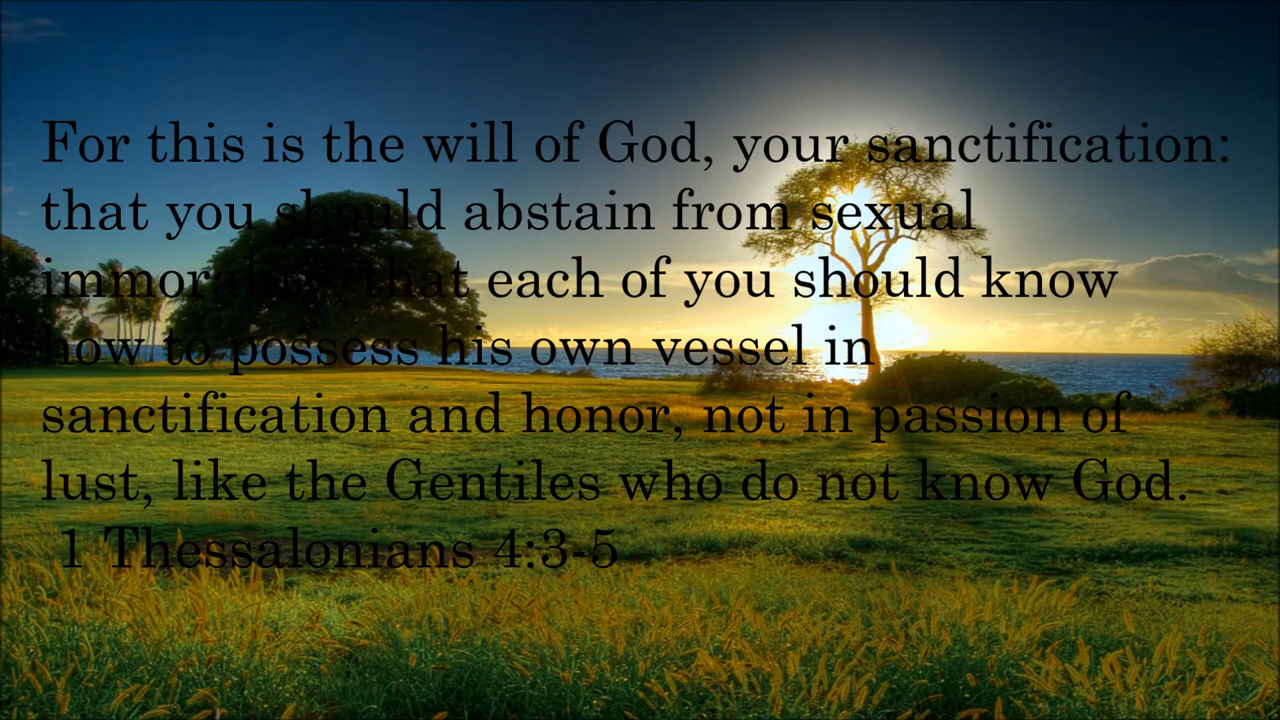 For this is the will of God, your sanctification:
that you should abstain from sexual
immorality; that each of you should know
how to possess his own vessel in
sanctification and honor, not in passion of
lust, like the Gentiles who do not know God.
1 Thessalonians 4:3-5